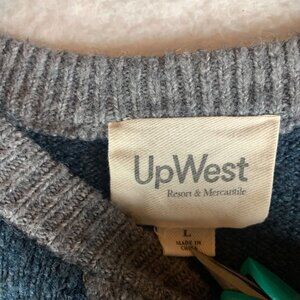 UpWest
Resort & Mercantile
L
MADE IN
CHINA